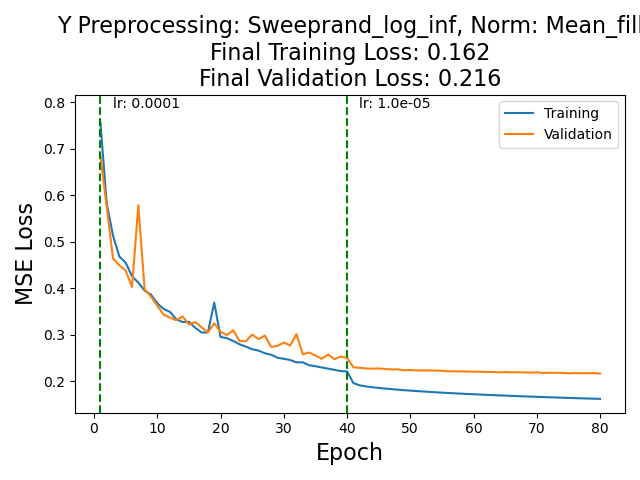 Y Preprocessing: Sweeprand_log_inf, Norm: Mean_fill
Final Training Loss: 0.162
Final Validation Loss: 0.216
lr: 0.0001
lr: 1.0e-05
Training
Validation
0.8
0.7
0.6
0.5
0.4
0.3
0.2
MSE Loss
0 10 20 30 40 50 60 70 80
Epoch